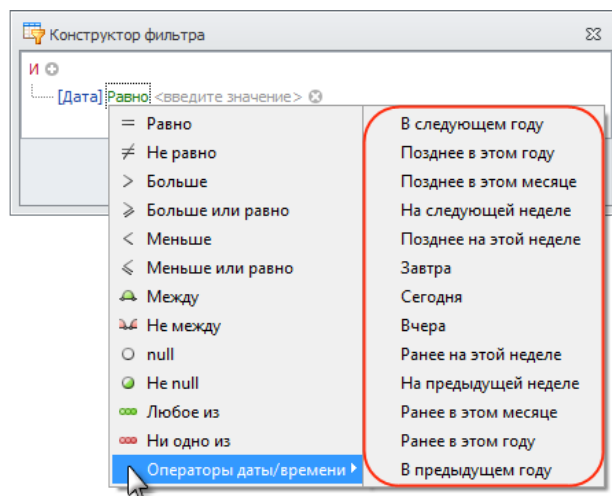 Конструктор фильтра
И
[Дата] Равно <введите значение>
= Равно
≠ Не равно
> Больше
⩾ Больше или равно
< Меньше
⩽ Меньше или равно
Между
Не между
null
Не null
Любое из
Ни одно из
Операторы даты/времени
В следующем году
Позднее в этом году
Позднее в этом месяце
На следующей неделе
Позднее на этой неделе
Завтра
Сегодня
Вчера
Ранее на этой неделе
На предыдущей неделе
Ранее в этом месяце
Ранее в этом году
В предыдущем году